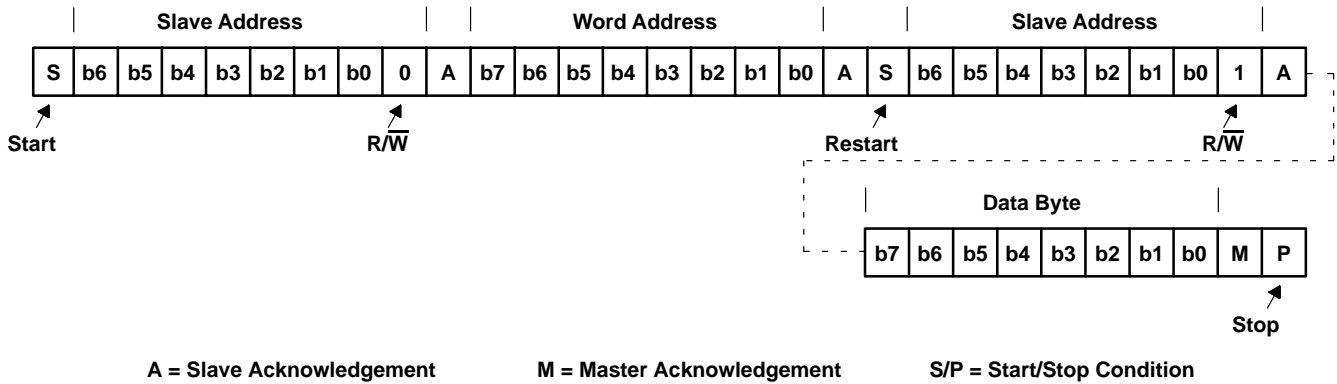 Slave Address Word Address Slave Address
S b6 b5 b4 b3 b2 b1 b0 0 A b7 b6 b5 b4 b3 b2 b1 b0 A S b6 b5 b4 b3 b2 b1 b0 1 A
Start R/W̅ Restart R/W̅
Data Byte
b7 b6 b5 b4 b3 b2 b1 b0 M P
Stop
A = Slave Acknowledgement M = Master Acknowledgement S/P = Start/Stop Condition